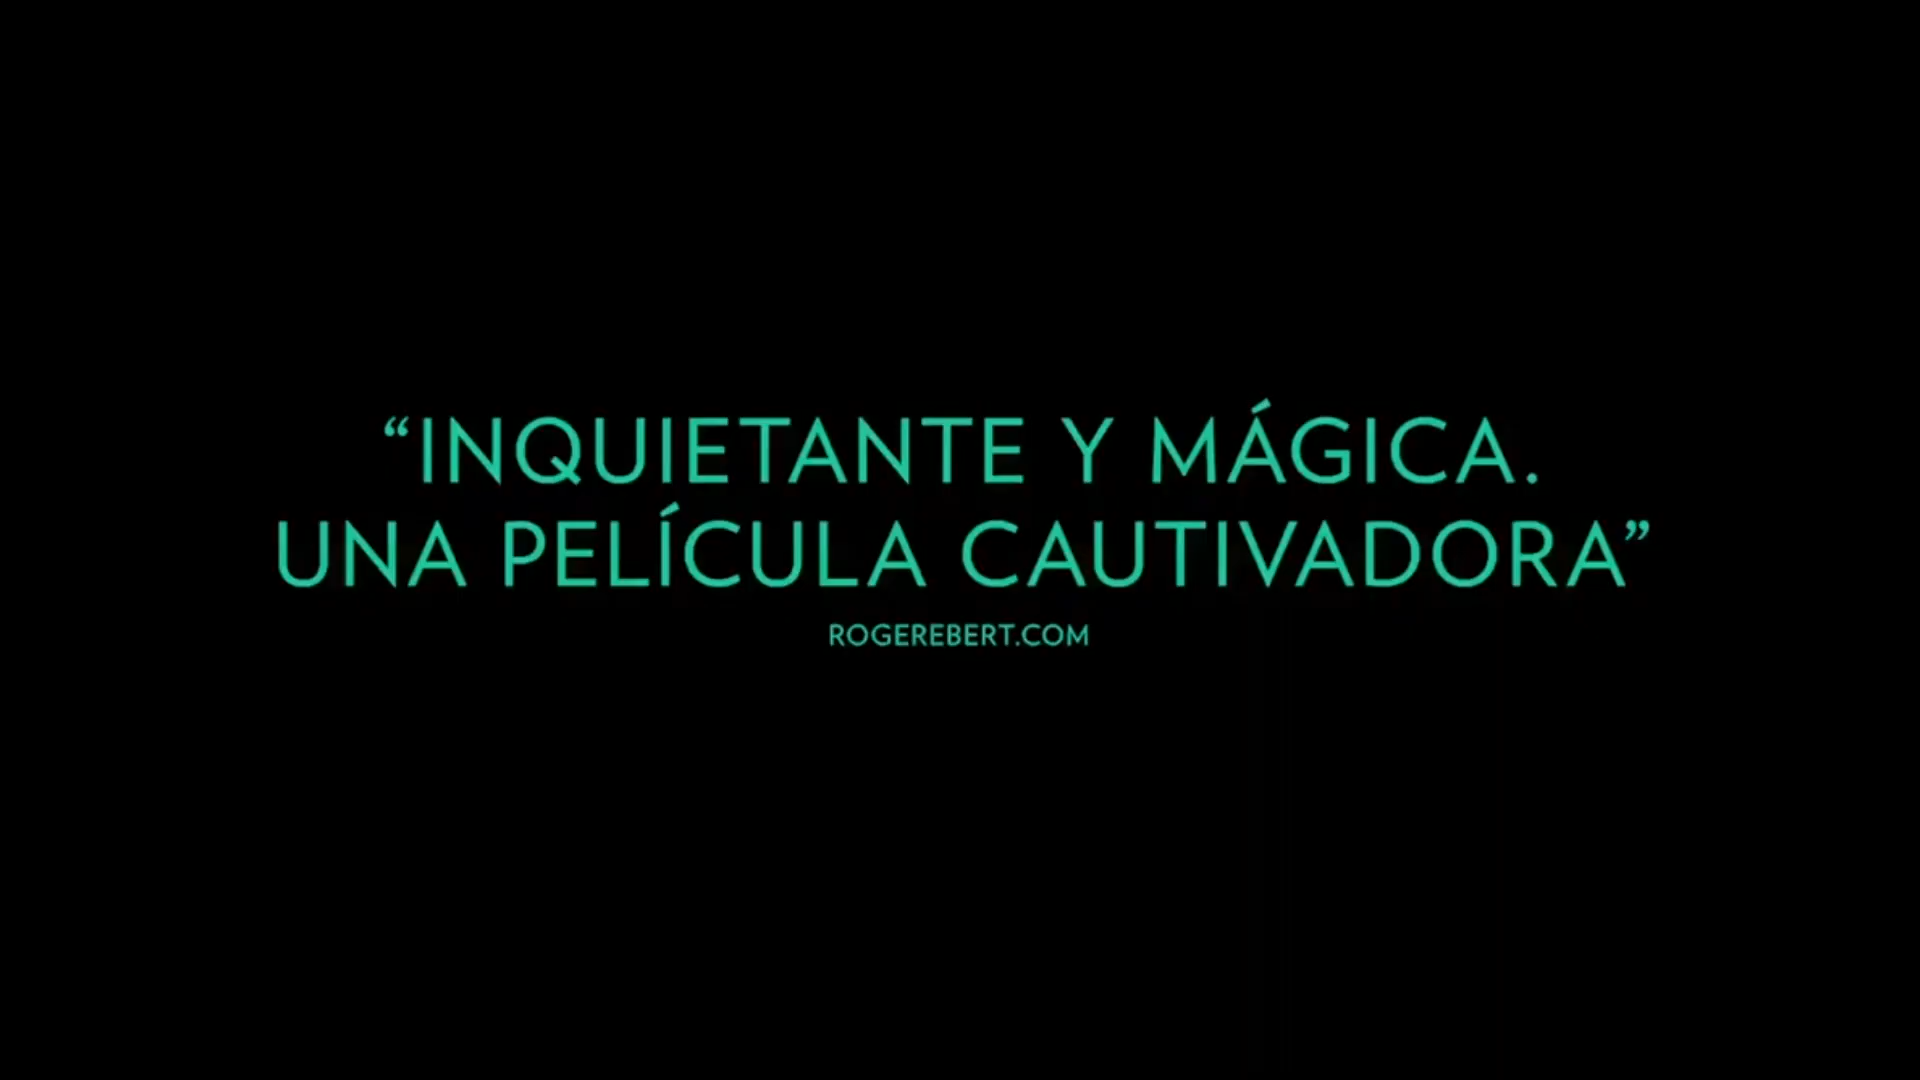 “INQUIETANTE Y MÁGICA.
UNA PELÍCULA CAUTIVADORA”
ROGEREBERT.COM